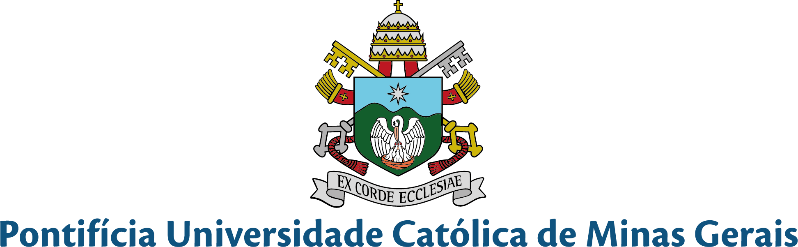 EX CORDE ECCLESIAE
Pontifícia Universidade Católica de Minas Gerais